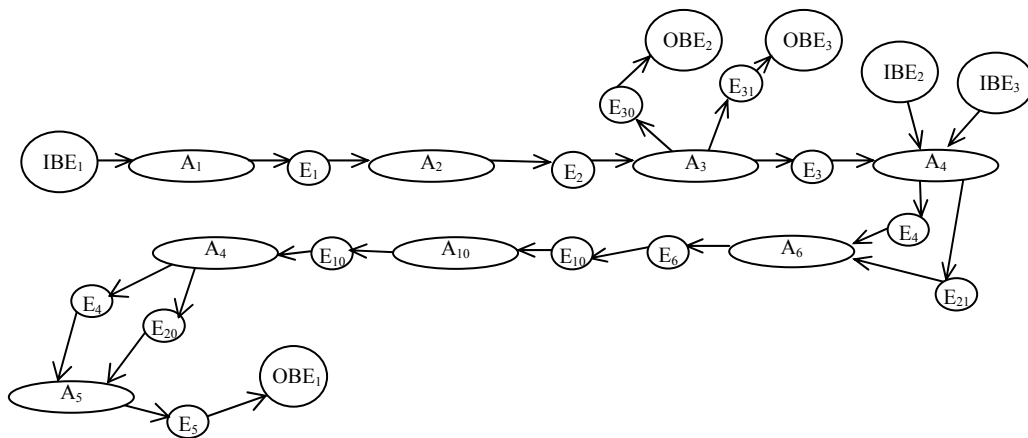 OBE₂
OBE₃
IBE₂
IBE₃
E₃₀
E₃₁
IBE₁
A₁
E₁
A₂
E₂
A₃
E₃
A₄
A₄
E₁₀
A₁₀
E₁₀
E₆
A₆
E₄
E₂₁
E₄
E₂₀
A₅
E₅
OBE₁